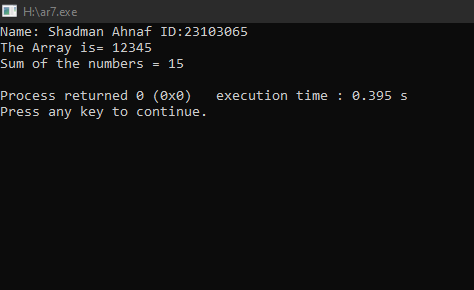 H:\ar7.exe
Name: Shadman Ahnaf ID:23103065
The Array is= 12345
Sum of the numbers = 15
Process returned 0 (0x0)   execution time : 0.395 s
Press any key to continue.